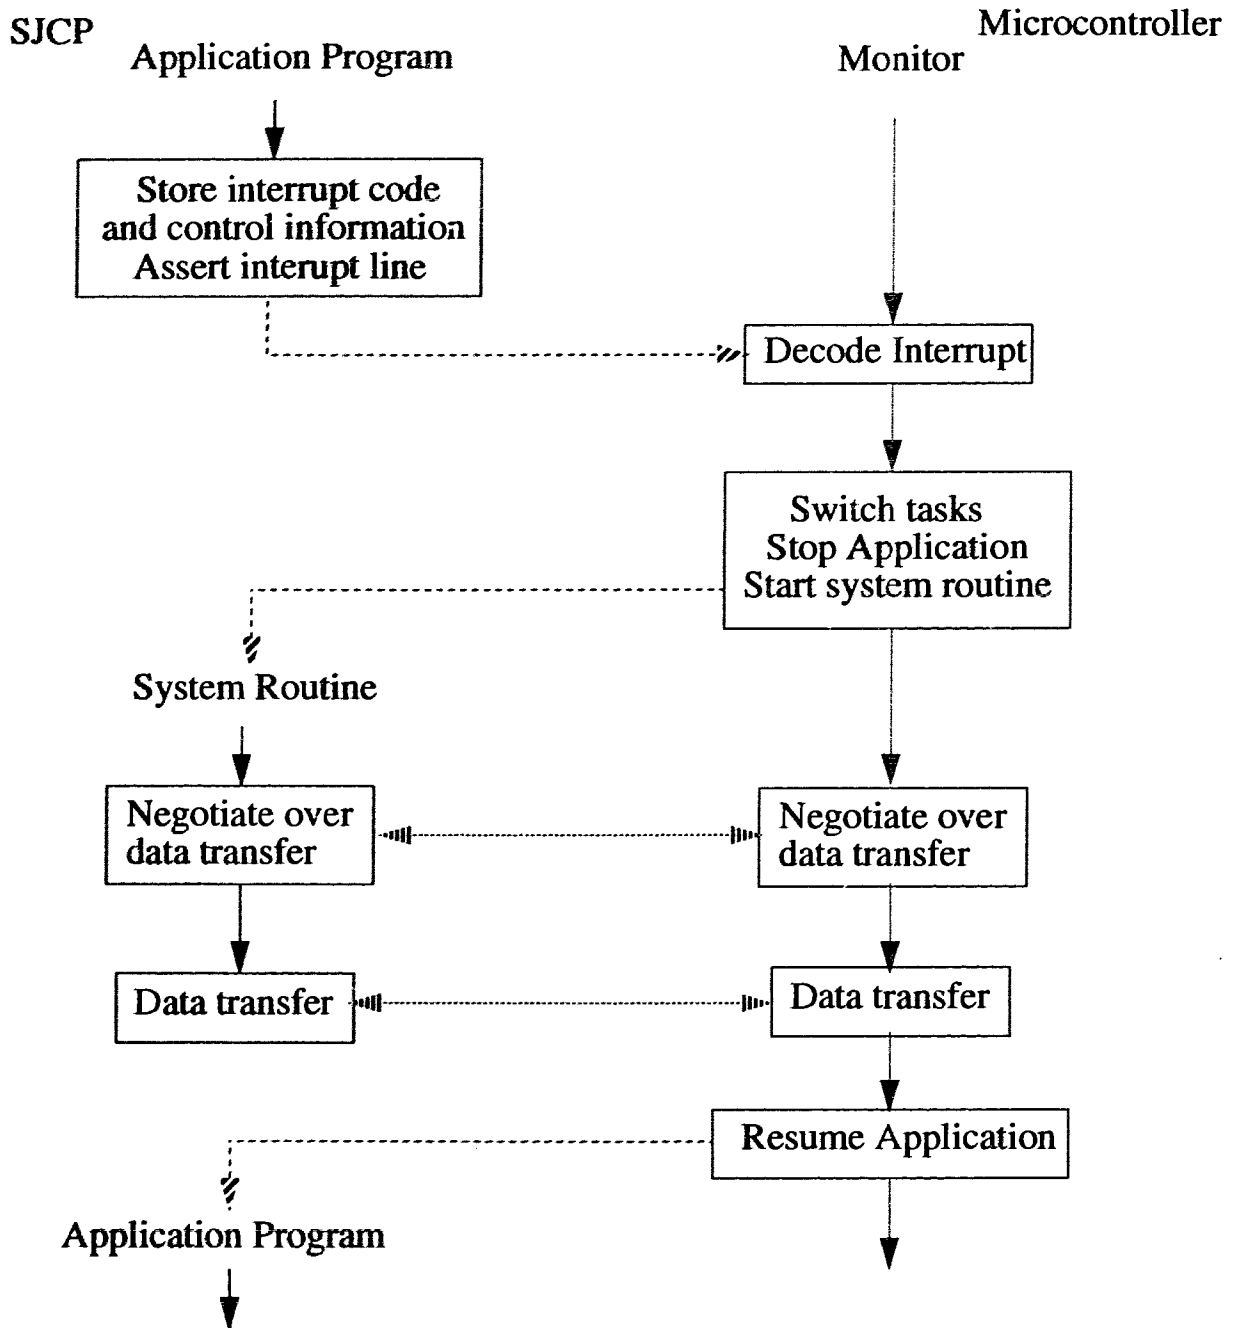 SJCP
Microcontroller
Application Program
Monitor
Store interrupt code
and control information
Assert interupt line
Decode Interrupt
Switch tasks
Stop Application
Start system routine
System Routine
Negotiate over
data transfer
Negotiate over
data transfer
Data transfer
Data transfer
Resume Application
Application Program